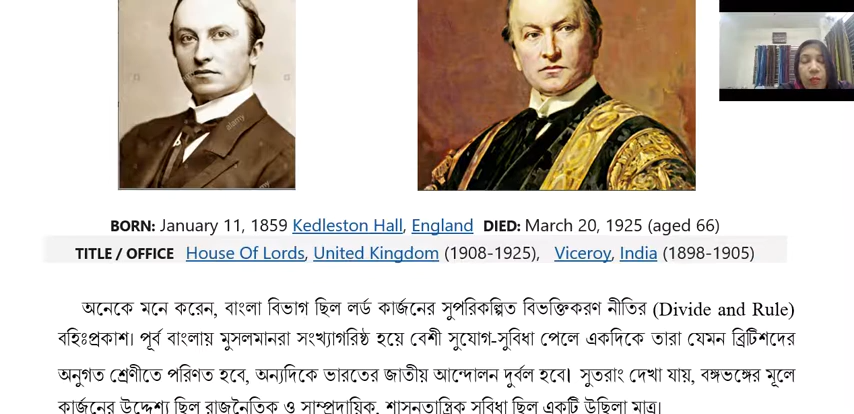 alamy
BORN: January 11, 1859 Kedleston Hall, England DIED: March 20, 1925 (aged 66)
TITLE / OFFICE House Of Lords, United Kingdom (1908-1925), Viceroy, India (1898-1905)
অনেকে মনে করেন, বাংলা বিভাগ ছিল লর্ড কার্জনের সুপরিকল্পিত বিভক্তিকরণ নীতির (Divide and Rule)
বহিঃপ্রকাশ। পূর্ব বাংলায় মুসলমানরা সংখ্যাগরিষ্ঠ হয়ে বেশী সুযোগ-সুবিধা পেলে একদিকে তারা যেমন ব্রিটিশদের
অনুগত শ্রেণীতে পরিণত হবে, অন্যদিকে ভারতের জাতীয় আন্দোলন দুর্বল হবে। সুতরাং দেখা যায়, বঙ্গভঙ্গের মূলে
কার্জনের উদ্দেশ্য ছিল রাজনৈতিক ও সাম্প্রদায়িক, শাসনতান্ত্রিক সুবিধা ছিল একটি উছিলা মাত্র।